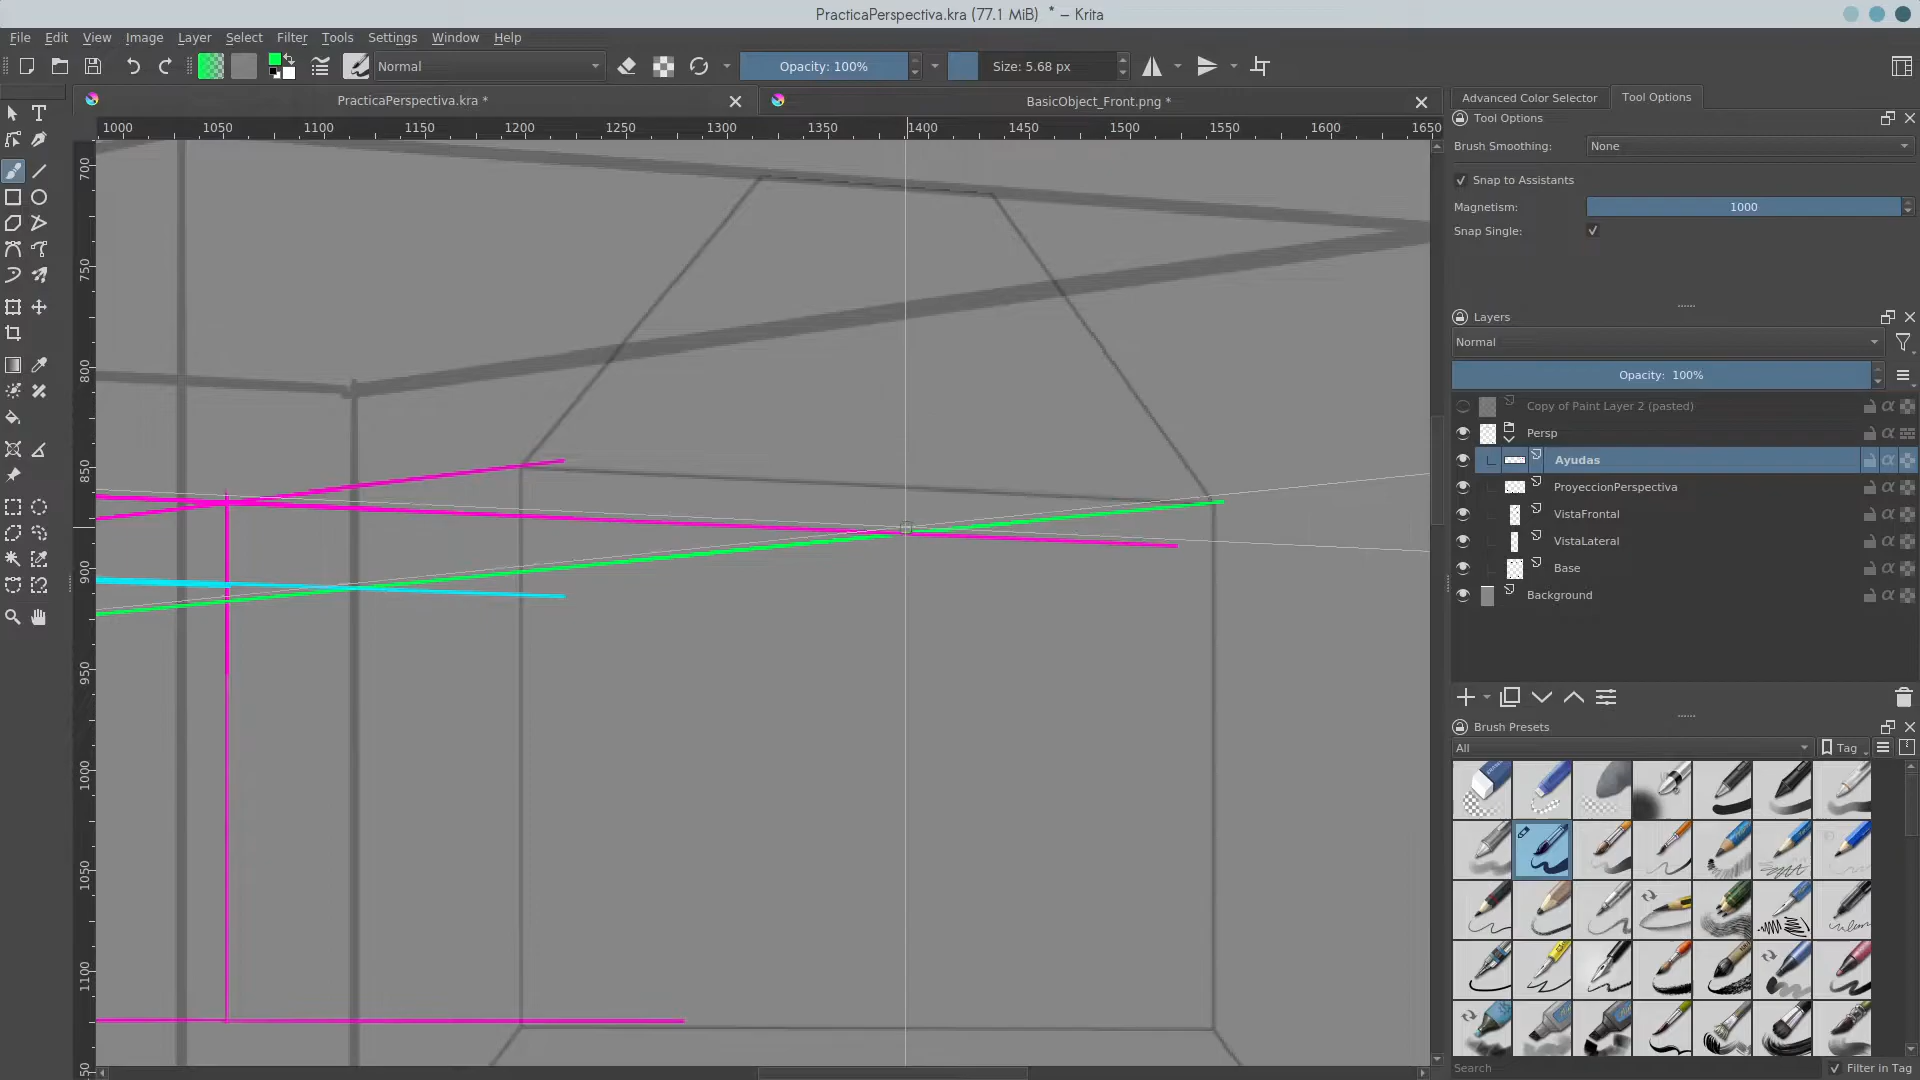 PracticaPerspectiva.kra (77.1 MiB)  * – Krita
File Edit View Image Layer Select Filter Tools Settings Window Help
Normal Opacity: 100% Size: 5.68 px
PracticaPerspectiva.kra * BasicObject_Front.png *
1000 1050 1100 1150 1200 1250 1300 1350 1400 1450 1500 1550 1600 1650
700
750
800
850
900
950
1000
1050
1100
Advanced Color Selector Tool Options
Tool Options
Brush Smoothing: None
Snap to Assistants
Magnetism: 1000
Snap Single:
Layers
Normal
Opacity: 100%
Copy of Paint Layer 2 (pasted)
Persp
Ayudas
ProyeccionPerspectiva
VistaFrontal
VistaLateral
Base
Background
Brush Presets
All Tag
Search Filter in Tag